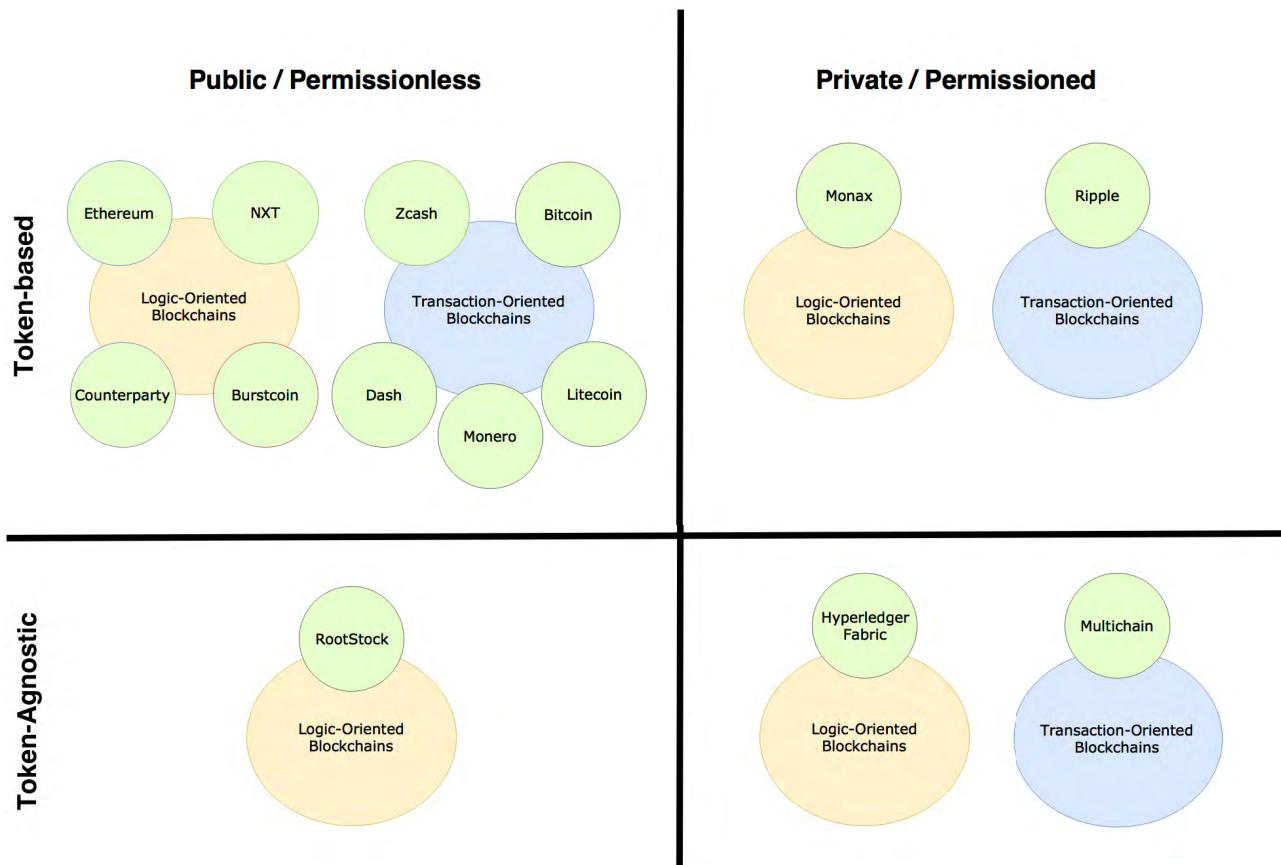 Public / Permissionless
Private / Permissioned
Token-based
Ethereum
NXT
Zcash
Bitcoin
Logic-Oriented
Blockchains
Transaction-Oriented
Blockchains
Counterparty
Burstcoin
Dash
Monero
Litecoin
Monax
Ripple
Logic-Oriented
Blockchains
Transaction-Oriented
Blockchains
Token-Agnostic
RootStock
Logic-Oriented
Blockchains
Hyperledger
Fabric
Multichain
Logic-Oriented
Blockchains
Transaction-Oriented
Blockchains